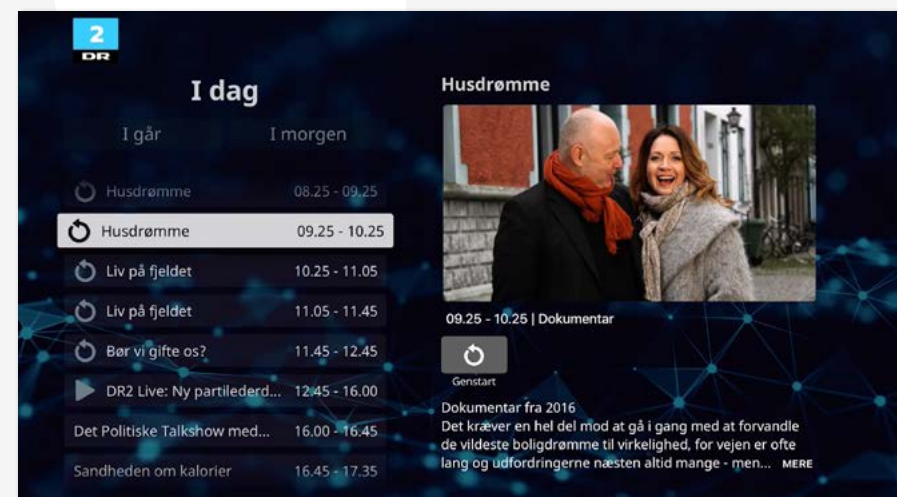 2
DR
I dag
I går I morgen
Husdrømme 08.25 - 09.25
Husdrømme 09.25 - 10.25
Liv på fjeldet 10.25 - 11.05
Liv på fjeldet 11.05 - 11.45
Bør vi gifte os? 11.45 - 12.45
DR2 Live: Ny partilederd... 12.45 - 16.00
Det Politiske Talkshow med... 16.00 - 16.45
Sandheden om kalorier 16.45 - 17.35
Husdrømme
09.25 - 10.25 | Dokumentar
Genstart
Dokumentar fra 2016
Det kræver en hel del mod at gå i gang med at forvandle
de vildeste boligdrømme til virkelighed, for vejen er ofte
lang og udfordringerne næsten altid mange - men... MERE